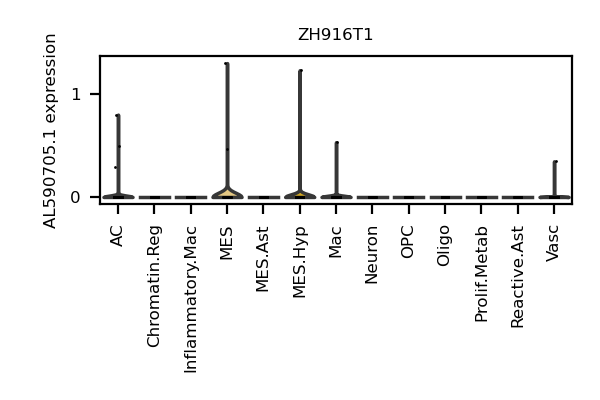 ZH916T1
AL590705.1 expression
1
0
AC
Chromatin.Reg
Inflammatory.Mac
MES
MES.Ast
MES.Hyp
Mac
Neuron
OPC
Oligo
Prolif.Metab
Reactive.Ast
Vasc